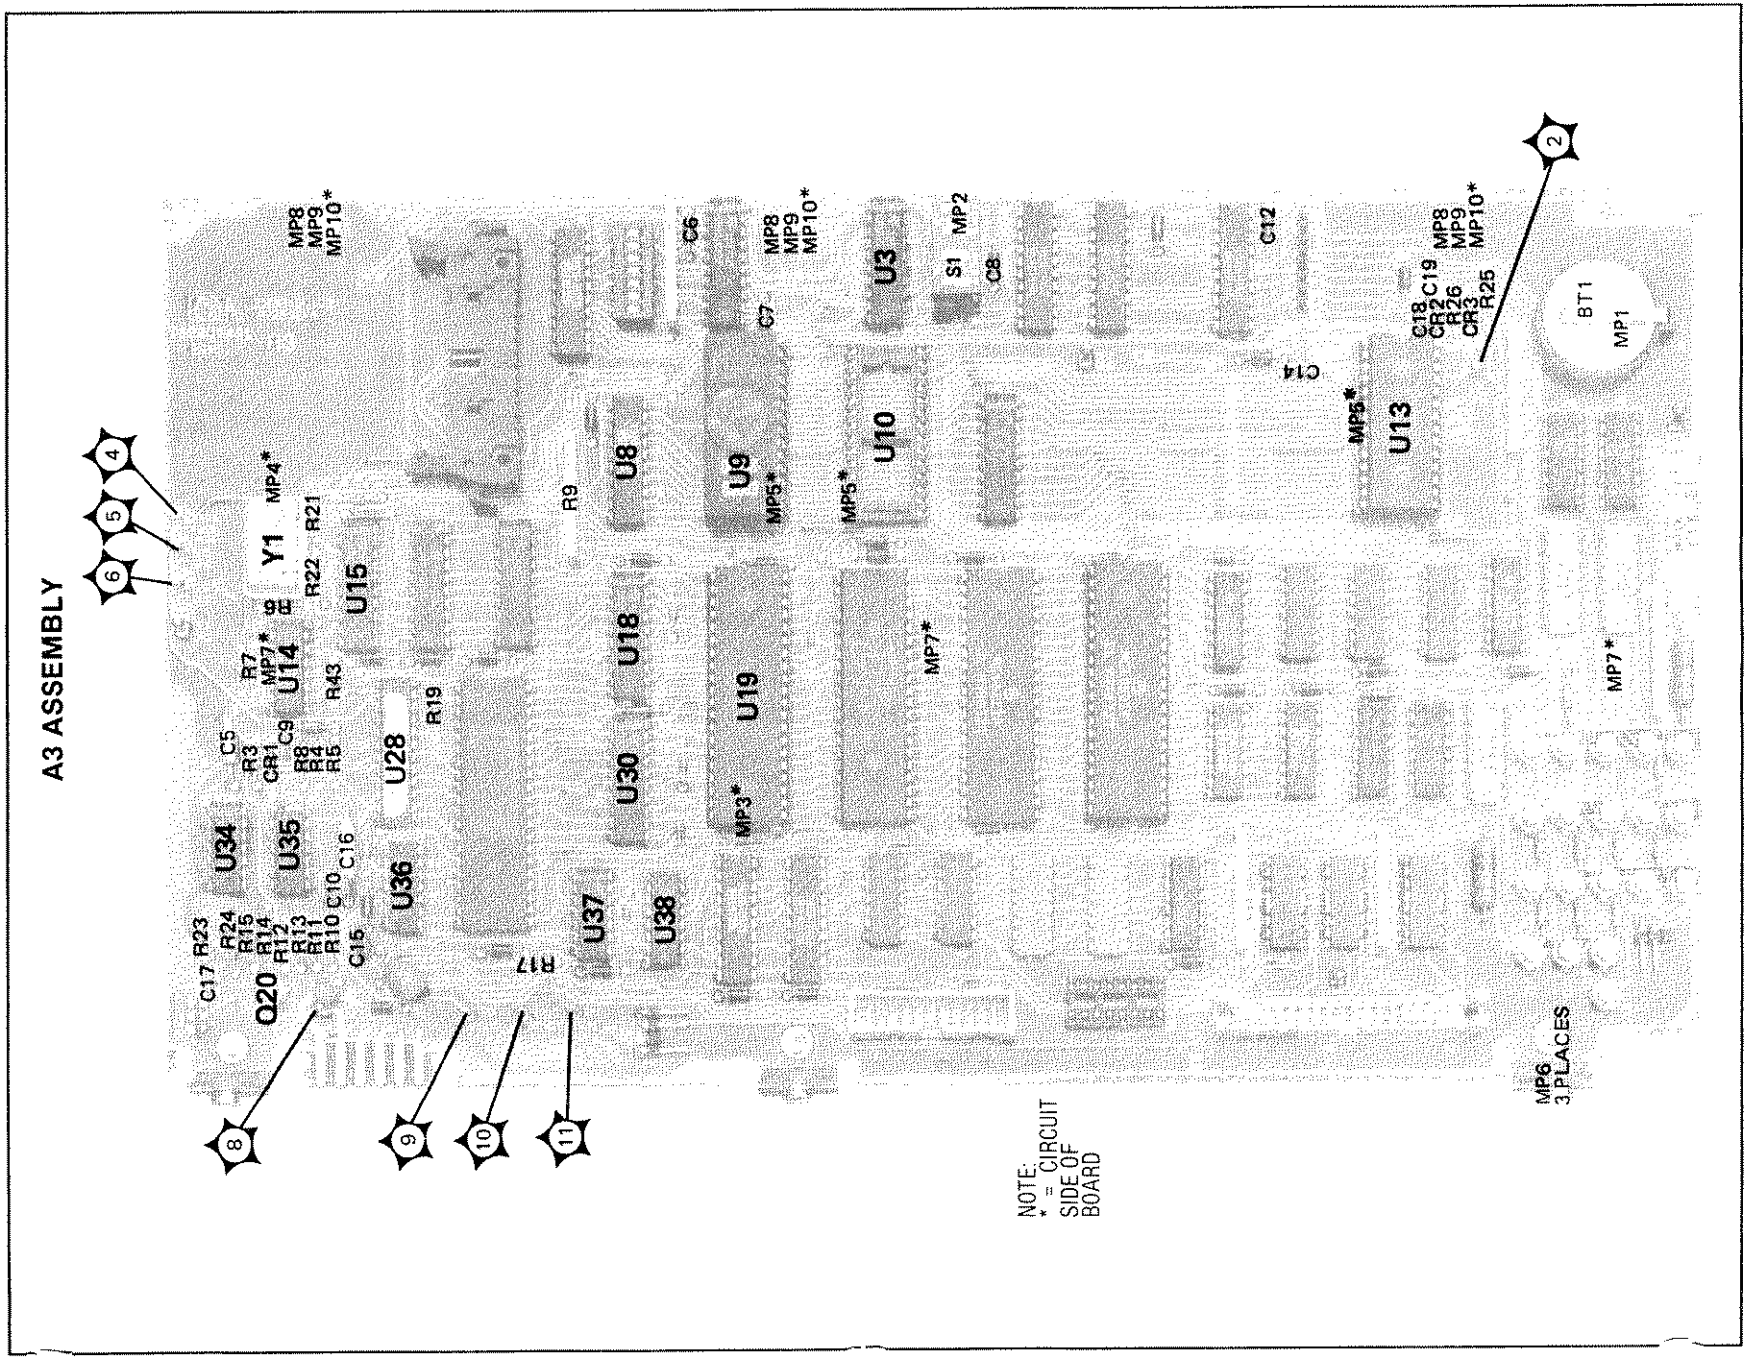 A3 ASSEMBLY
6
5
4
C17
R23
R24
R15
R14
R12
R13
R11
R10
C15
C10
C16
Q20
U34
U35
C5
R3
CR1
C9
R8
R4
R5
R7
MP7*
U14
R43
Y1
MP4*
R22
R21
MP8
MP9
MP10*
8
U36
U28
R19
U15
9
10
11
R17
R9
U37
U38
U30
U18
U8
C6
MP3*
U19
U9
MP5*
C7
MP8
MP9
MP10*
MP5*
U10
U3
MP7*
S1
MP2
C8
NOTE:
* = CIRCUIT
SIDE OF
BOARD
C12
C14
MP5*
U13
C18
C19
CR2
R26
CR3
R25
MP8
MP9
MP10*
2
MP6
3 PLACES
MP7*
BT1
MP1